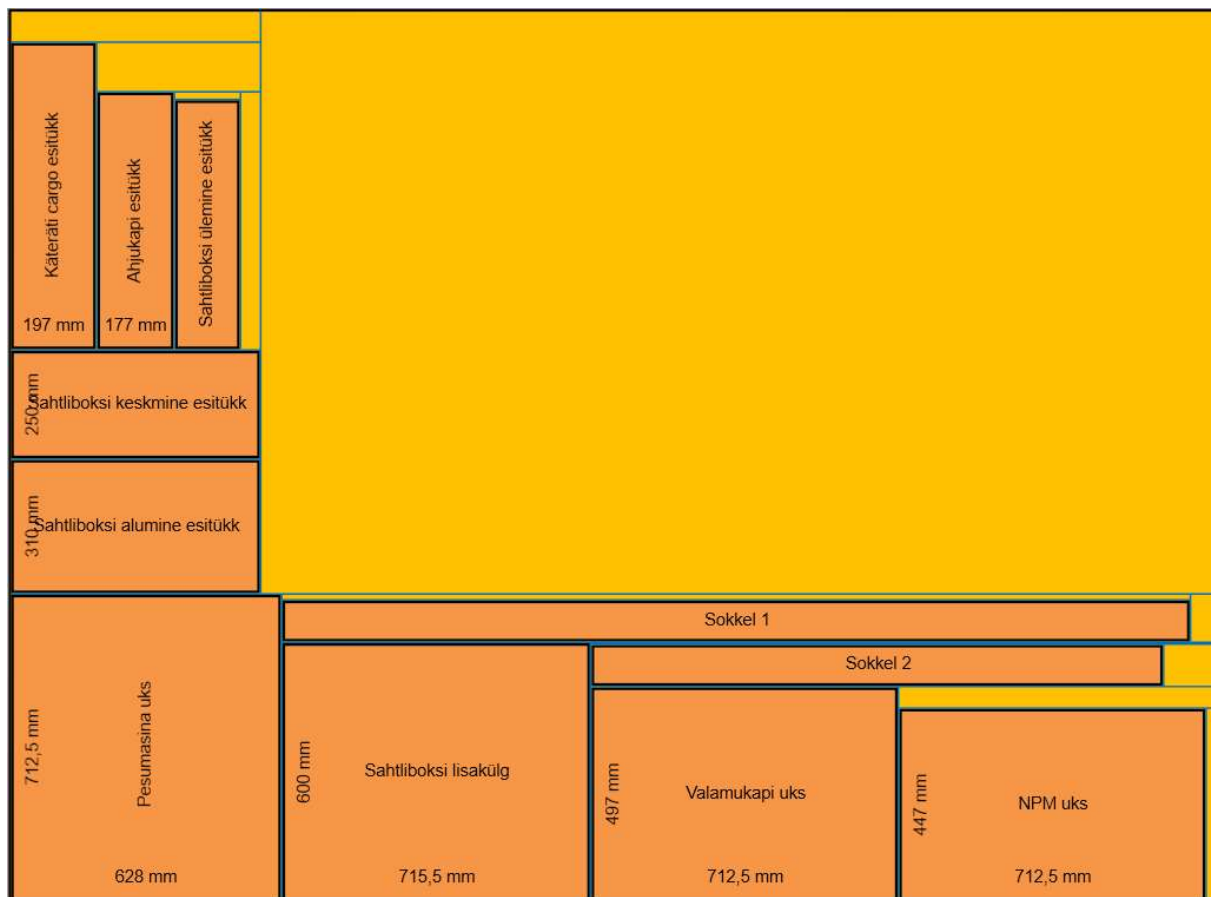 Käteräti cargo esitükk
197 mm
Ahjukapi esitükk
177 mm
Sahtliboksi ülemine esitükk
250 mm
Sahtliboksi keskmine esitükk
310 mm
Sahtliboksi alumine esitükk
712,5 mm
Pesumasina uks
628 mm
Sokkel 1
Sokkel 2
600 mm
Sahtliboksi lisakülg
715,5 mm
497 mm
Valamukapi uks
712,5 mm
447 mm
NPM uks
712,5 mm